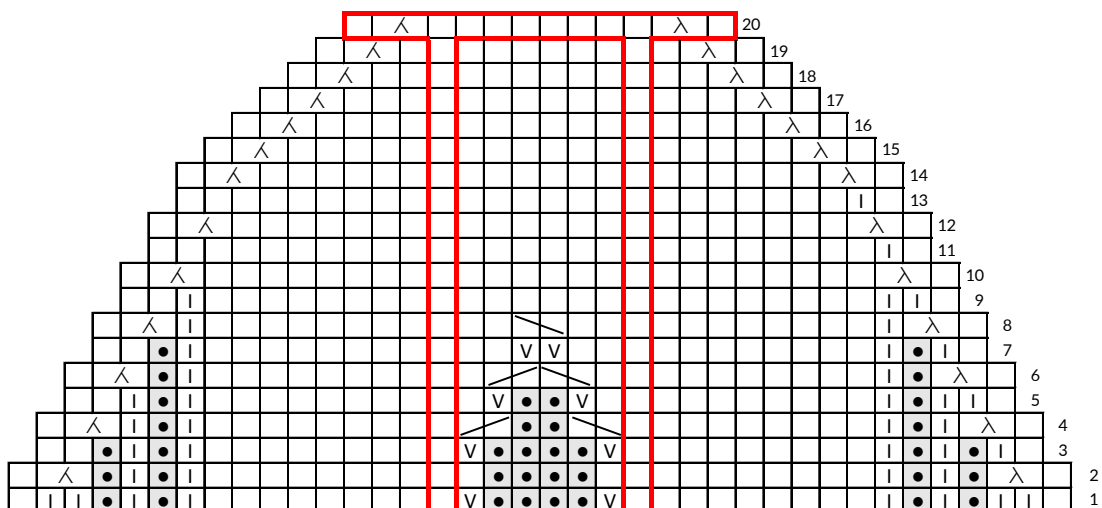 20
19
18
17
16
15
14
I 13
12
I 11
10
I I I 9
8
V V
I I I 7
I I 6
I I V V I I I 5
I I I I 4
I I V V I I I 3
I I I I 2
I I I I V V I I I I 1